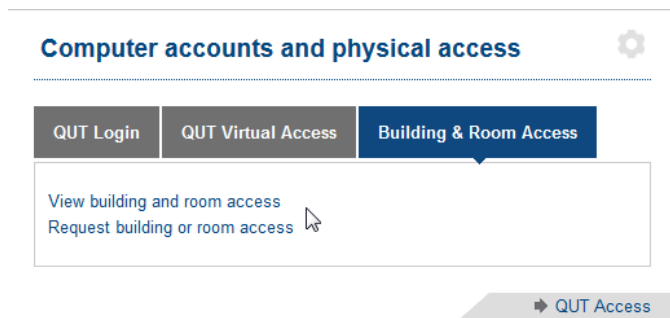 Computer accounts and physical access
QUT Login QUT Virtual Access Building & Room Access
View building and room access
Request building or room access
QUT Access